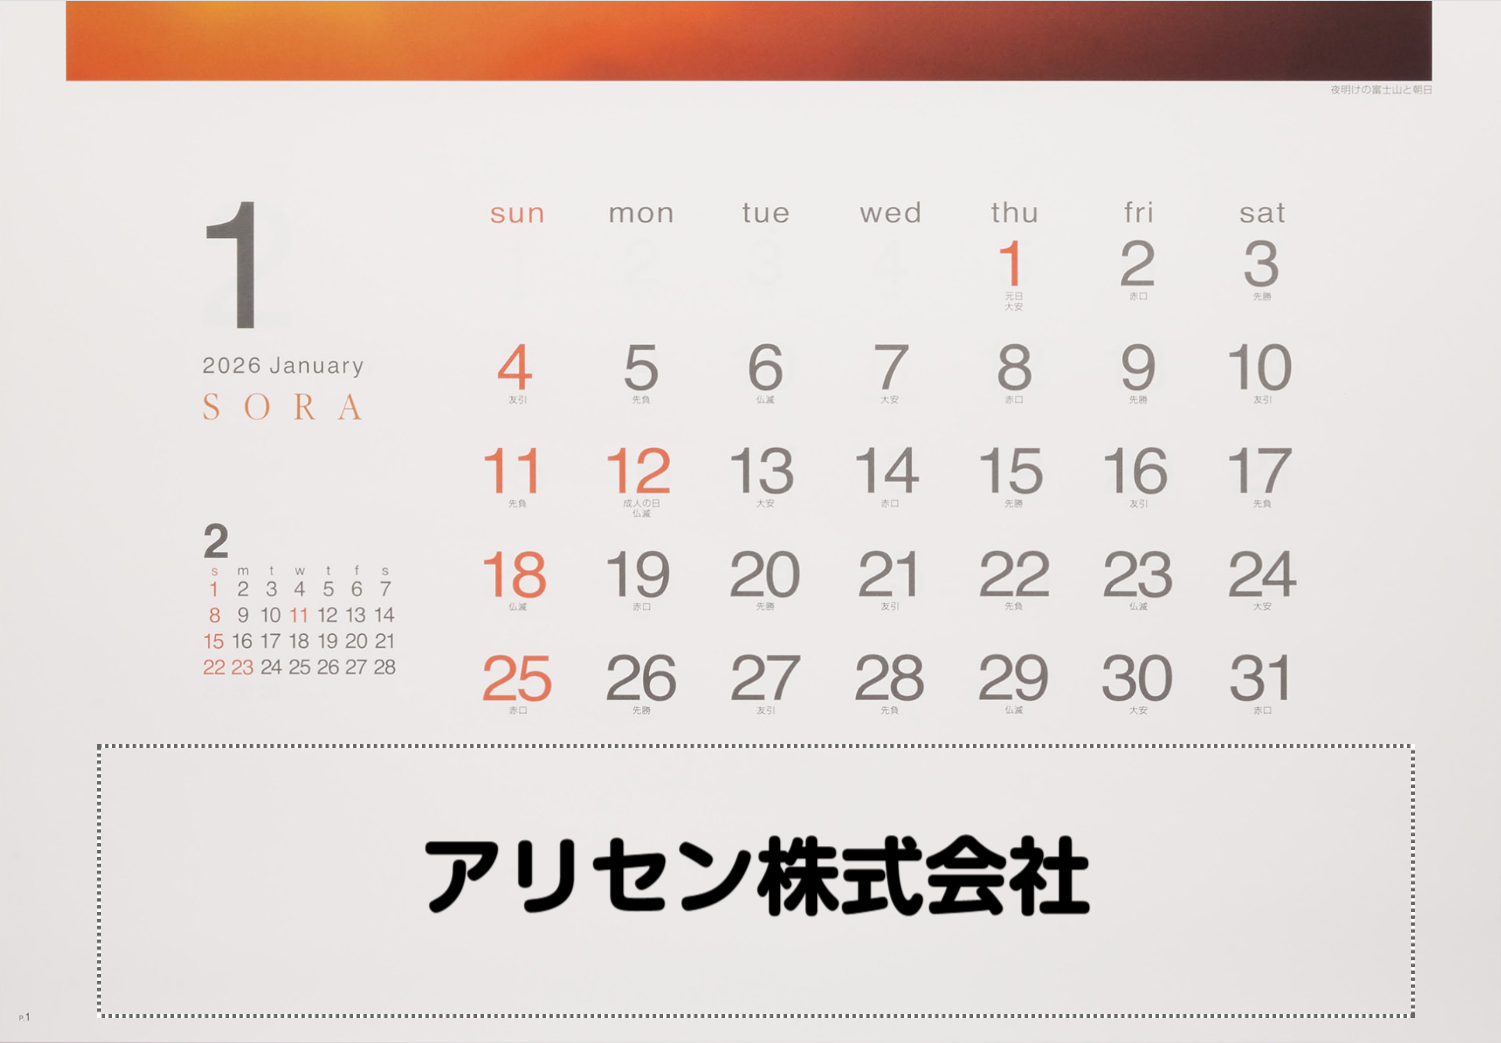 夜明けの富士山と朝日
1
2026 January
SORA
sun mon tue wed thu fri sat
1 2 3
元日 赤口 先勝
大安
4 5 6 7 8 9 10
友引 先負 仏滅 大安 赤口 先勝 友引
11 12 13 14 15 16 17
先負 成人の日 大安 赤口 先勝 友引 先負
仏滅
18 19 20 21 22 23 24
仏滅 赤口 先勝 友引 先負 仏滅 大安
25 26 27 28 29 30 31
赤口 先勝 友引 先負 仏滅 大安 赤口
2
s m t w t f s
1 2 3 4 5 6 7
8 9 10 11 12 13 14
15 16 17 18 19 20 21
22 23 24 25 26 27 28
アリセン株式会社
P.1